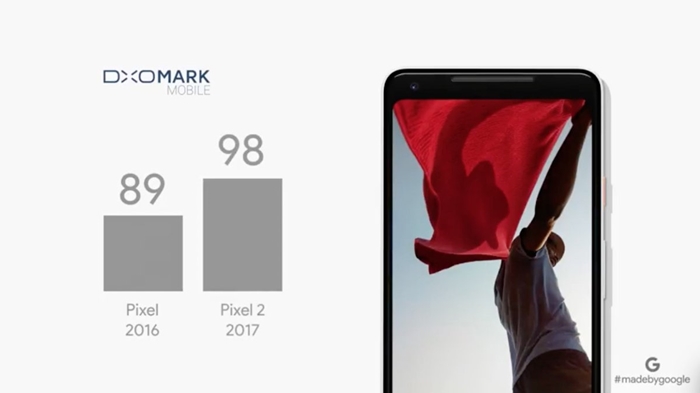 DXOMARK
MOBILE
89
98
Pixel
2016
Pixel 2
2017
G
#madebygoogle